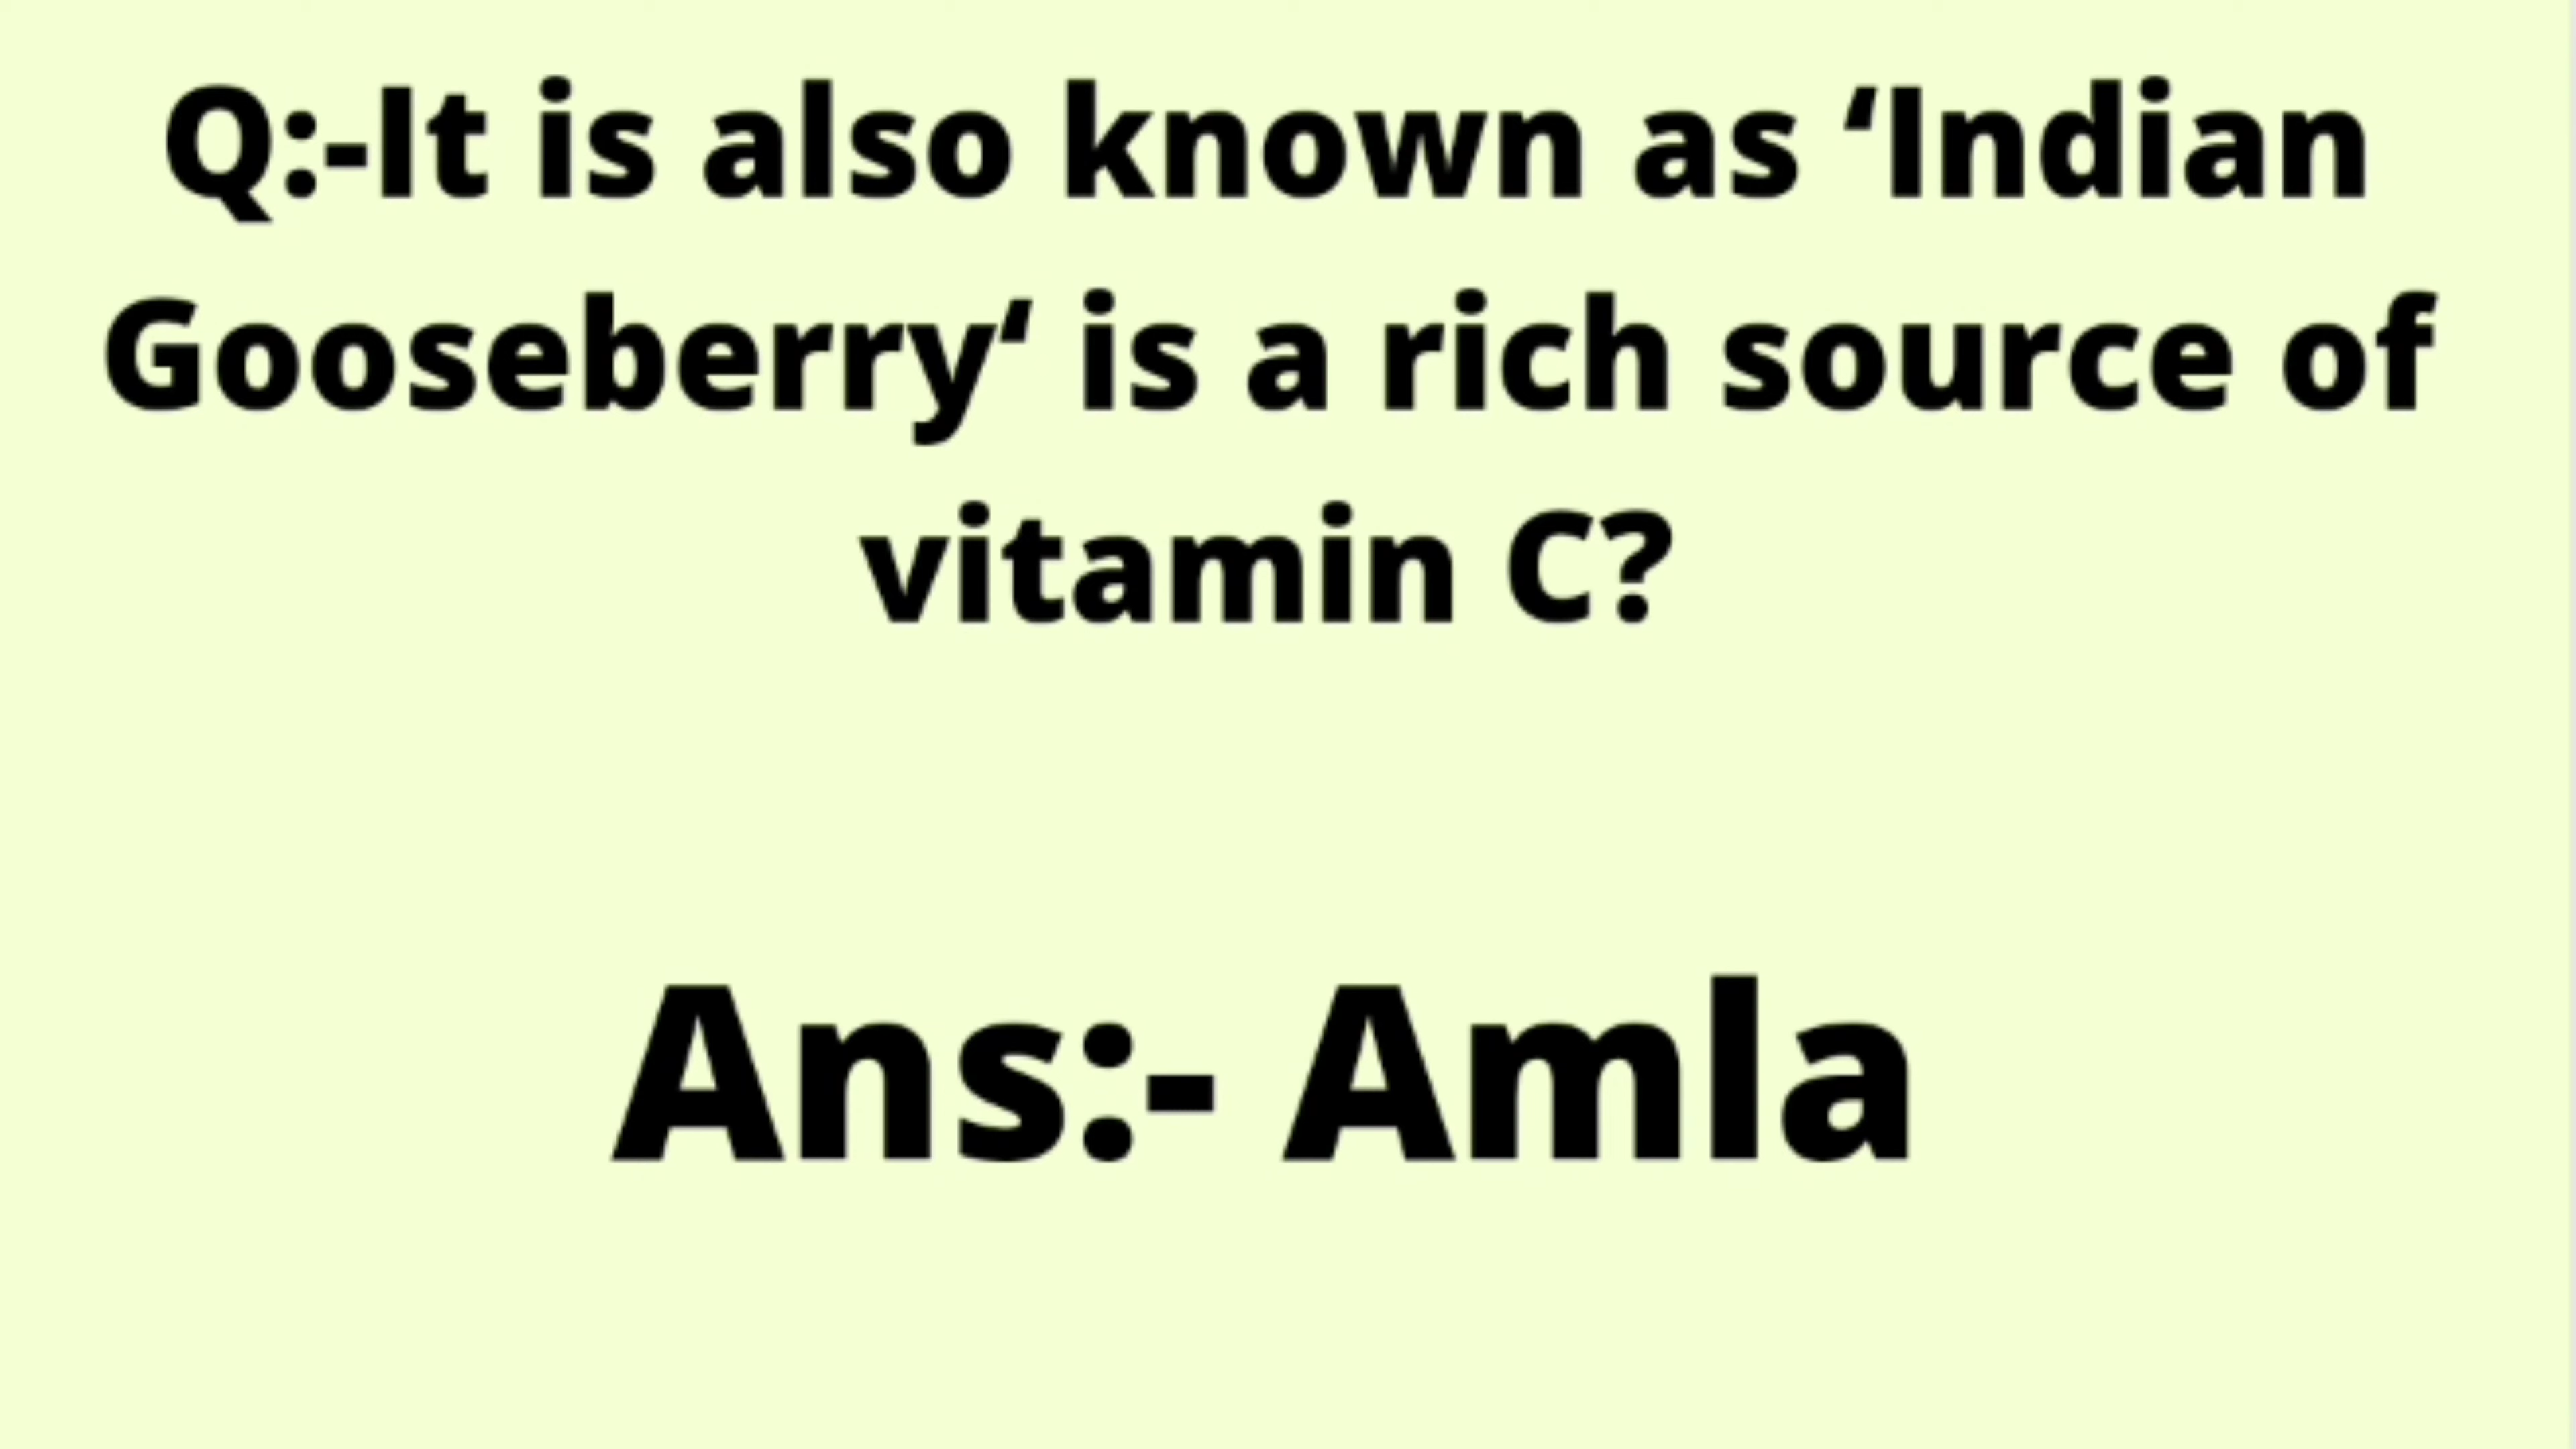 Q:-It is also known as ‘Indian
Gooseberry‘ is a rich source of
vitamin C?
Ans:- Amla